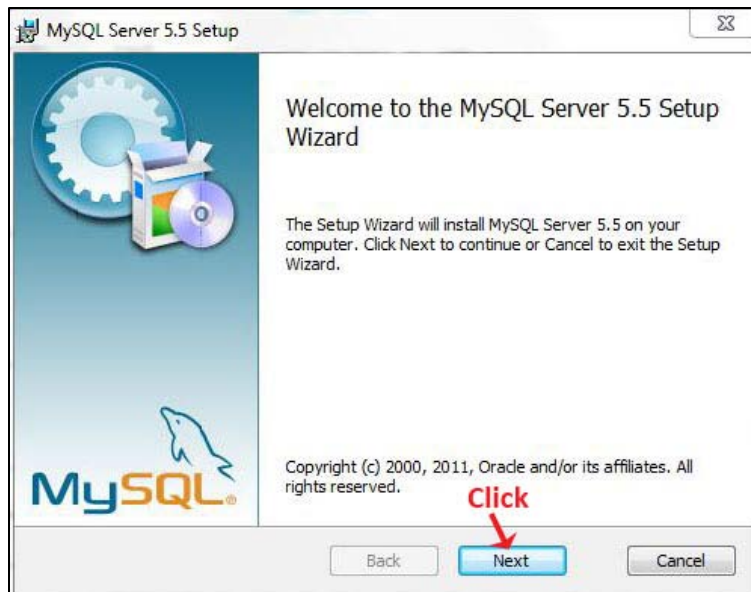 MySQL Server 5.5 Setup
Welcome to the MySQL Server 5.5 Setup
Wizard
The Setup Wizard will install MySQL Server 5.5 on your
computer. Click Next to continue or Cancel to exit the Setup
Wizard.
MySQL®
Copyright (c) 2000, 2011, Oracle and/or its affiliates. All
rights reserved.
Click
Back Next Cancel